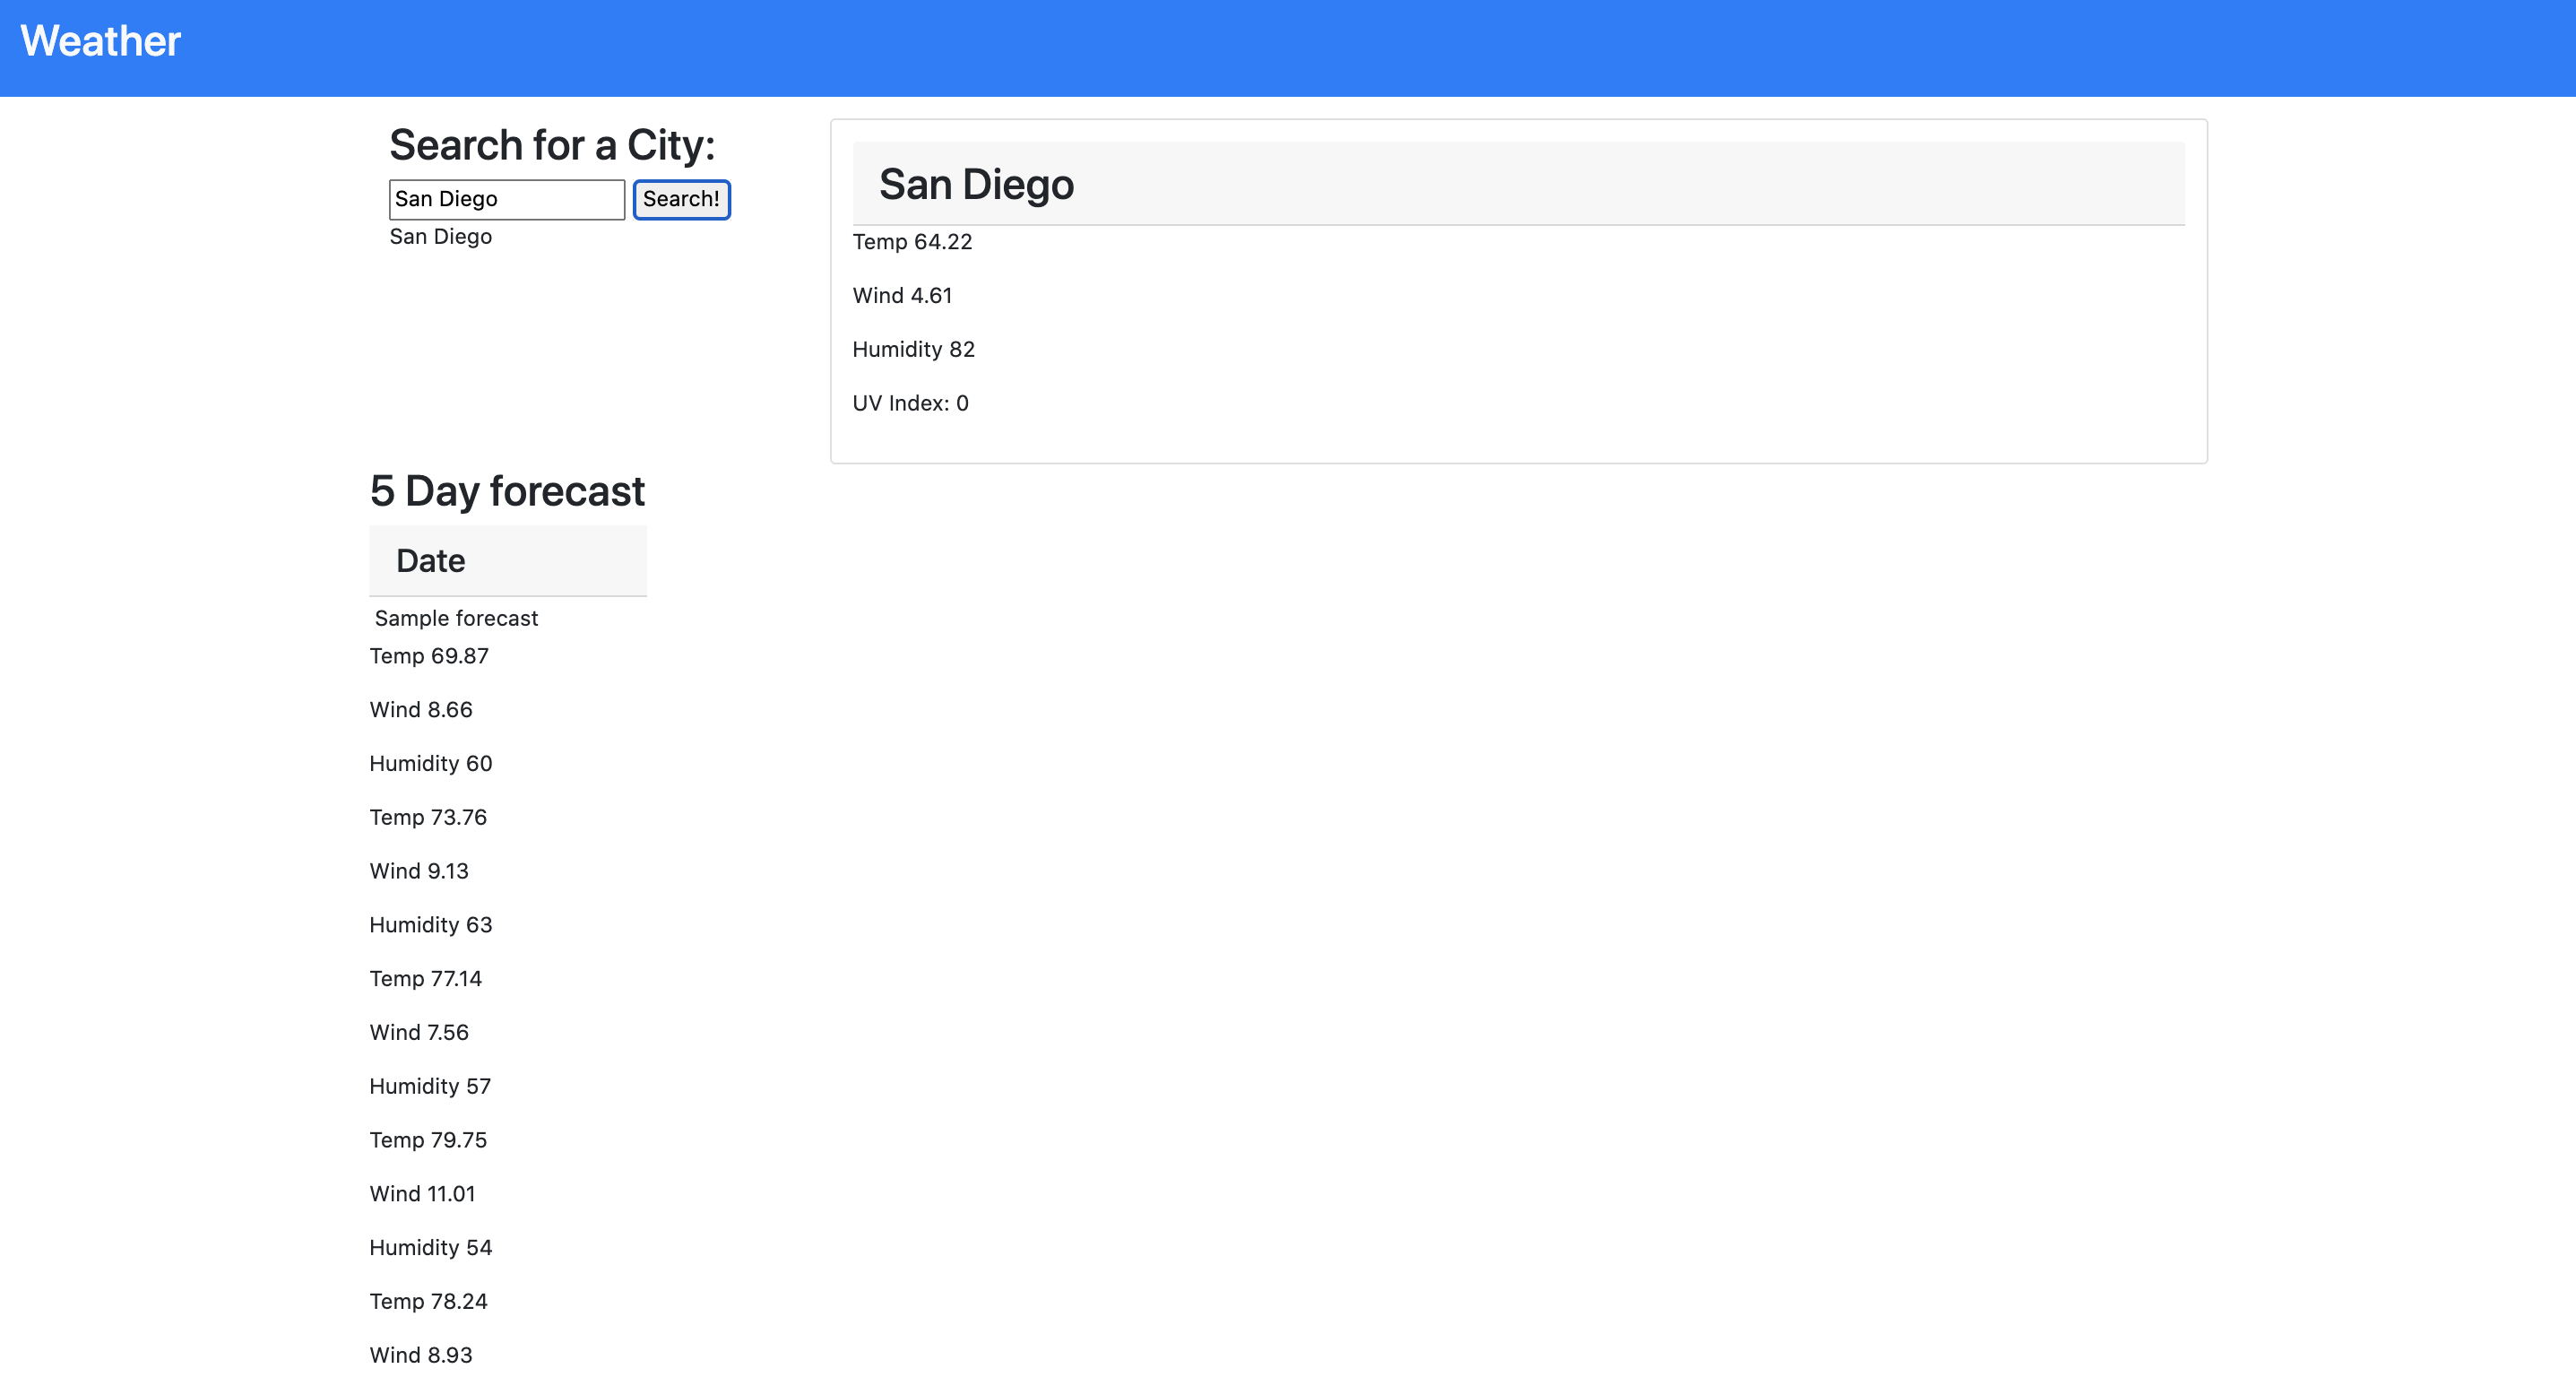 Weather
Search for a City:
San Diego Search!
San Diego
San Diego
Temp 64.22
Wind 4.61
Humidity 82
UV Index: 0
5 Day forecast
Date
Sample forecast
Temp 69.87
Wind 8.66
Humidity 60
Temp 73.76
Wind 9.13
Humidity 63
Temp 77.14
Wind 7.56
Humidity 57
Temp 79.75
Wind 11.01
Humidity 54
Temp 78.24
Wind 8.93